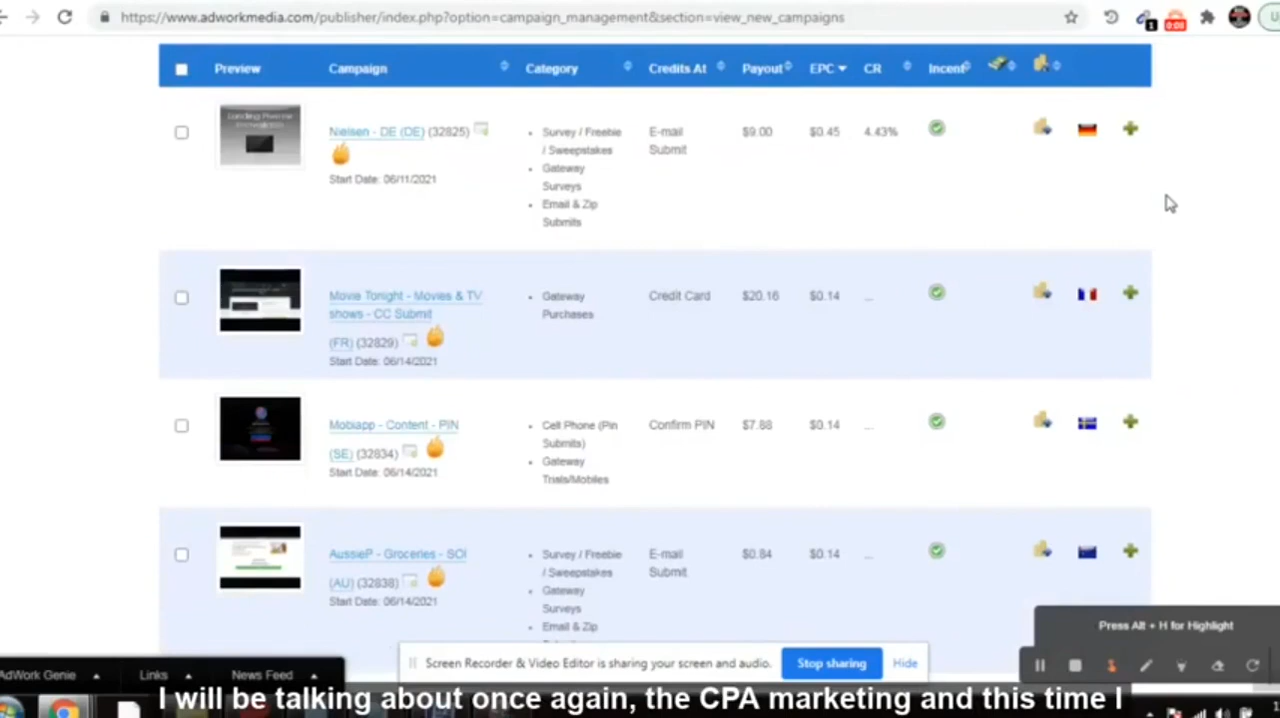 https://www.adworkmedia.com/publisher/index.php?option=campaign_management&section=view_new_campaigns
1
0:05
Preview Campaign Category Credits At Payout EPC CR Incent
Nielsen - DE (DE) (32825)
Start Date: 06/11/2021
Survey / Freebie
/ Sweepstakes
Gateway
Surveys
Email & Zip
Submits
E-mail
Submit
$9.00 $0.45 4.43%
Movie Tonight - Movies & TV
shows - CC Submit
(FR) (32829)
Start Date: 06/14/2021
Gateway
Purchases
Credit Card $20.16 $0.14 ...
Mobiapp - Content - PIN
(SE) (32834)
Start Date: 06/14/2021
Cell Phone (Pin
Submits)
Gateway
Trials/Mobiles
Confirm PIN $7.88 $0.14 ...
AussieP - Groceries - SOI
(AU) (32838)
Start Date: 06/14/2021
Survey / Freebie
/ Sweepstakes
Gateway
Surveys
Email & Zip
E-mail
Submit
$0.84 $0.14 ...
Press Alt + H for Highlight
Screen Recorder & Video Editor is sharing your screen and audio. Stop sharing Hide
AdWork Genie Links News Feed
I will be talking about once again, the CPA marketing and this time I